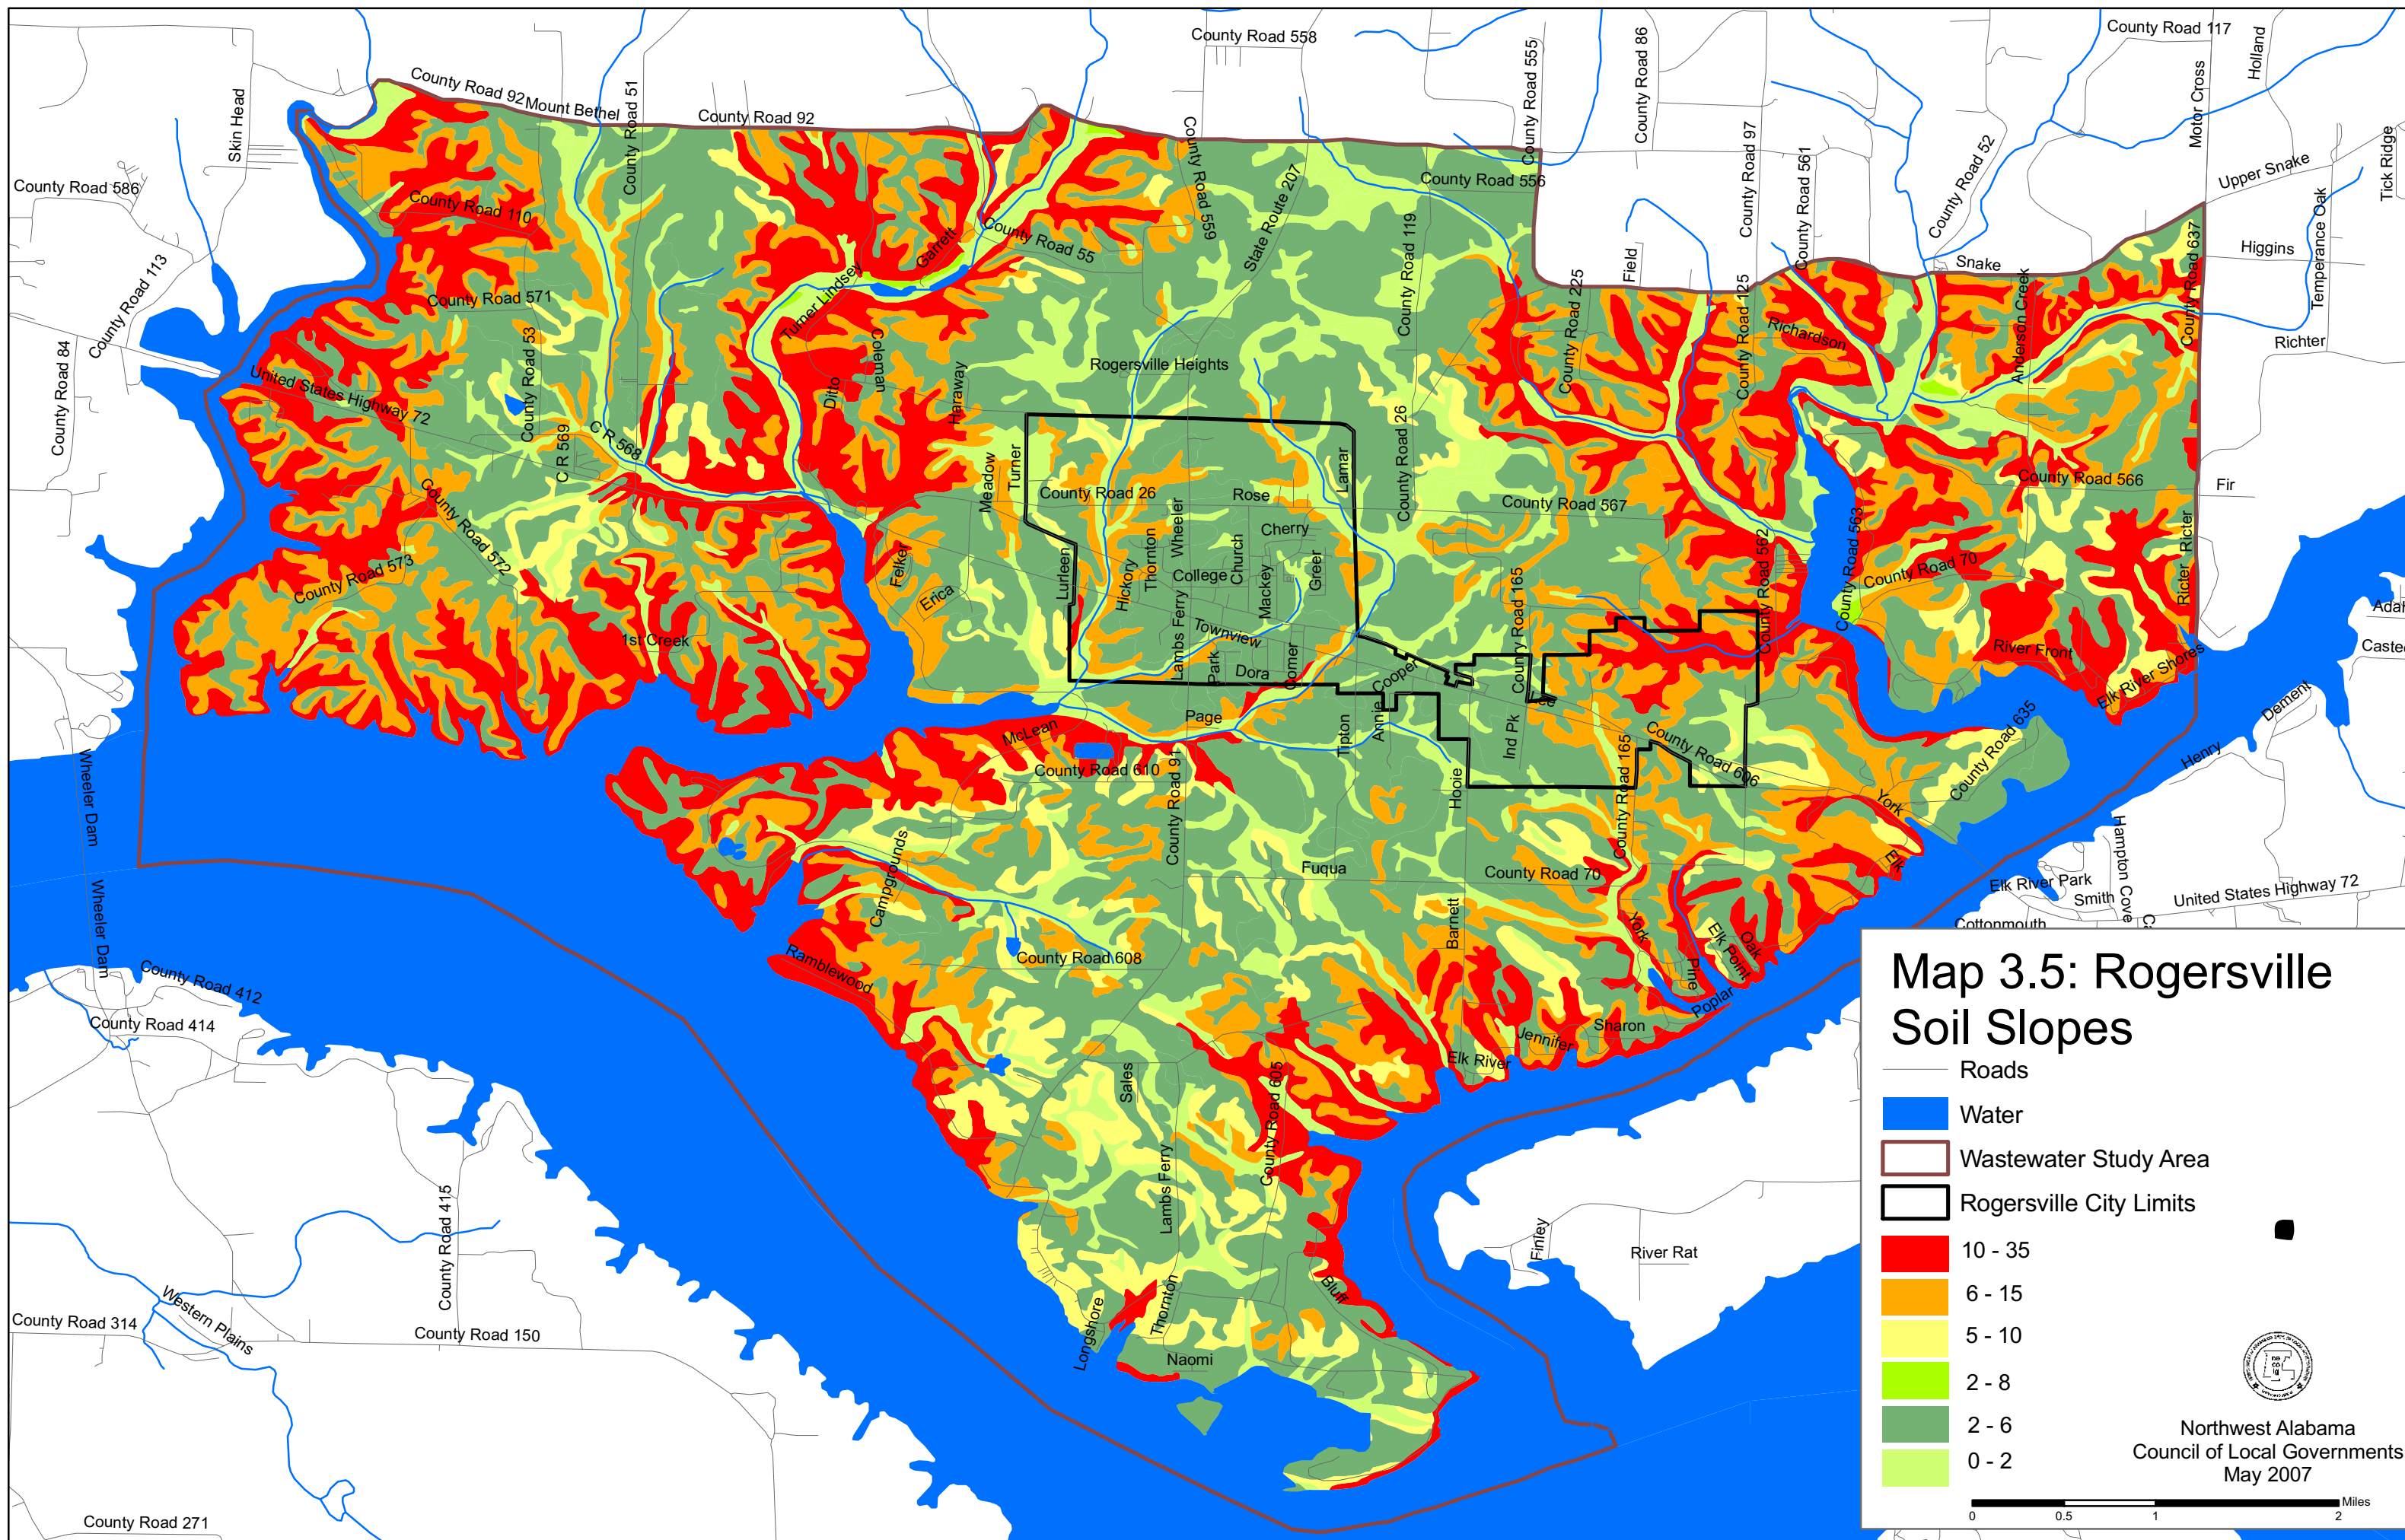 County Road 558
County Road 555
County Road 86
County Road 117
Holland
Motor Cross
County Road 92
Mount Bethel
County Road 51
County Road 92
Skin Head
County Road 586
County Road 559
State Route 207
County Road 556
County Road 97
County Road 561
County Road 52
Upper Snake
Tick Ridge
Temperance Oak
County Road 110
Garrett
County Road 55
County Road 119
Field
Snake
Higgins
County Road 637
County Road 113
County Road 571
Turner Lindsey
County Road 225
County Road 125
Richardson
Anderson Creek
Richter
County Road 84
United States Highway 72
County Road 53
Ditto
Coleman
Haraway
Rogersville Heights
C R 569
C R 568
Meadow
Turner
County Road 26
Rose
Lamar
County Road 26
County Road 567
County Road 566
Fir
County Road 572
County Road 573
Felker
Erica
Lurleen
Hickory
Thornton
Wheeler
Church
Cherry
College
Mackey
Greer
County Road 562
County Road 563
County Road 70
Ricter Ricter
1st Creek
Lambs Ferry
Townview
Park
Dora
Comer
Cooper
County Road 165
River Front
Elk River Shores
McLean
Page
Tipton
Annie
Ind Pk
County Road 165
County Road 606
County Road 635
Dement
Henry
County Road 610
County Road 91
Hooie
York
Wheeler Dam
Wheeler Dam
Campgrounds
Fuqua
County Road 70
Elk
Elk River Park
Smith
Hampton Cove
United States Highway 72
Cottonmouth
Barnett
York
Elk Point
Oak
Pine
Poplar
County Road 412
County Road 414
Ramblewood
County Road 608
Sharon
Jennifer
Elk River
Sales
County Road 605
Lambs Ferry
County Road 415
Finley
River Rat
Western Plains
County Road 314
County Road 150
Longshore
Thornton
Bluff
Naomi
County Road 271
Map 3.5: Rogersville
Soil Slopes
Roads
Water
Wastewater Study Area
Rogersville City Limits
10 - 35
6 - 15
5 - 10
2 - 8
2 - 6
0 - 2
Northwest Alabama
Council of Local Governments
May 2007
Miles
0 0.5 1 2